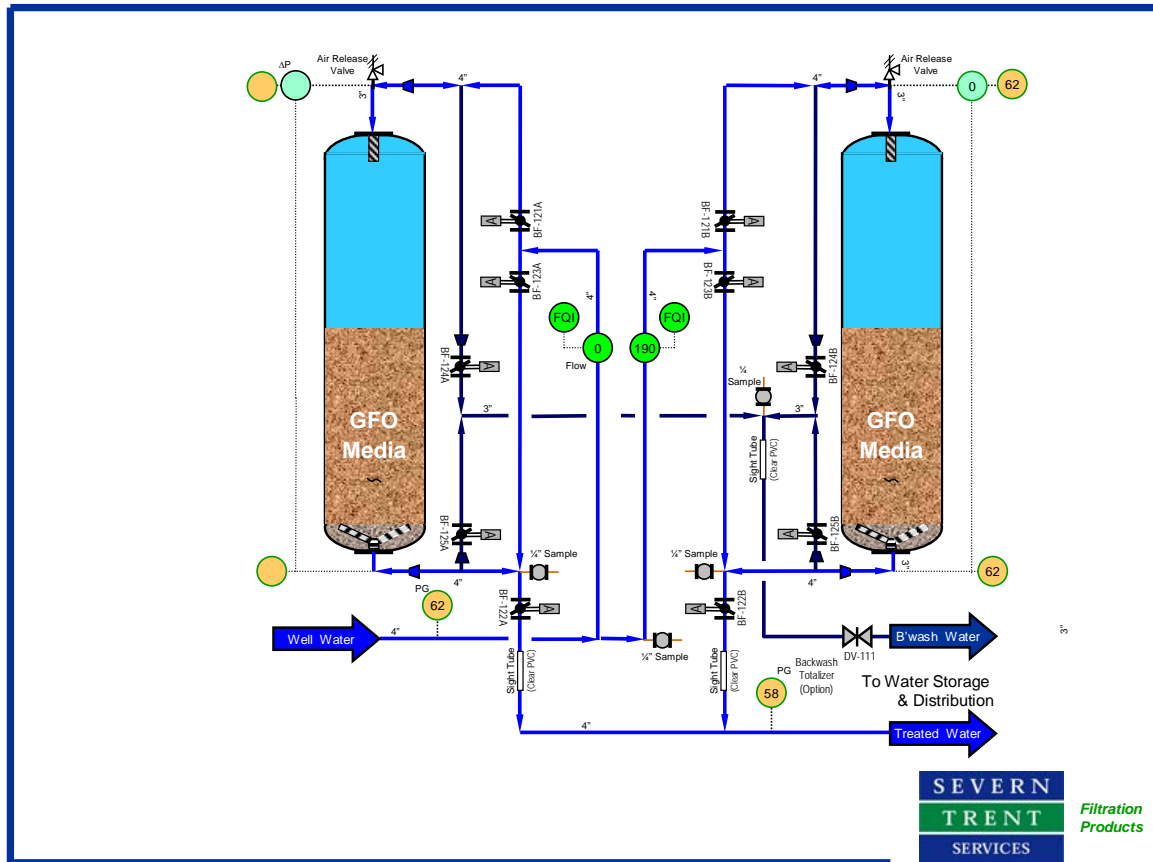 ΔP
Air Release
Valve
3"
4"
4"
Air Release
Valve
3"
0
62
BF-121A
A
BF-121B
A
BF-123A
A
BF-123B
A
4"
4"
FQI
0
Flow
190
FQI
BF-124A
A
BF-124B
A
¼
Sample
3"
3"
GFO
Media
~
GFO
Media
~
Sight Tube
(Clear PVC)
BF-125A
A
BF-125B
A
¼" Sample
¼" Sample
4"
4"
3"
62
PG
62
BF-122A
A
BF-122B
A
Well Water
4"
¼" Sample
DV-111
B'wash Water
3"
Sight Tube
(Clear PVC)
Sight Tube
(Clear PVC)
PG
58
Backwash
Totalizer
(Option)
To Water Storage
& Distribution
4"
Treated Water
SEVERN
TRENT
SERVICES
Filtration
Products